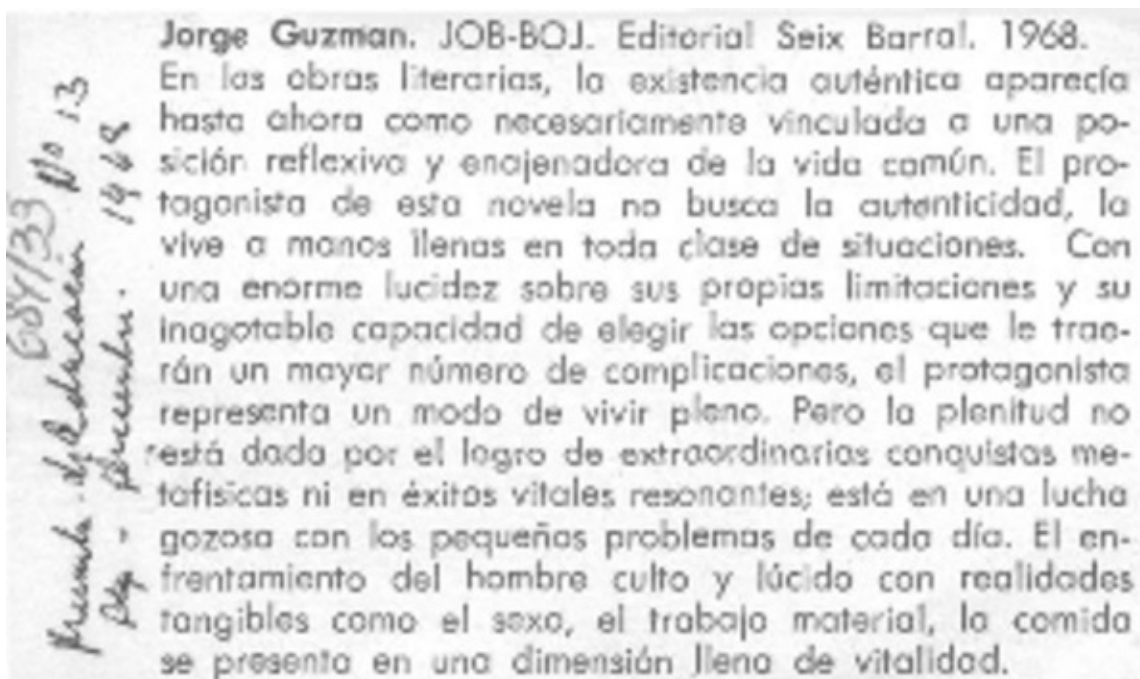 Jorge Guzman. JOB-BOJ. Editorial Seix Barral. 1968.
En las obras literarias, la existencia auténtica aparecía
hasta ahora como necesariamente vinculada a una po-
sición reflexiva y enajenadora de la vida común. El pro-
tagonista de esta novela no busca la autenticidad, la
vive a manos llenas en toda clase de situaciones. Con
una enorme lucidez sobre sus propias limitaciones y su
inagotable capacidad de elegir las opciones que le trae-
rán un mayor número de complicaciones, el protagonista
representa un modo de vivir pleno. Pero la plenitud no
está dada por el logro de extraordinarias conquistas me-
tafísicas ni en éxitos vitales resonantes; está en una lucha
gozosa con los pequeños problemas de cada día. El en-
frentamiento del hombre culto y lúcido con realidades
tangibles como el sexo, el trabajo material, la comida
se presenta en una dimensión llena de vitalidad.
684/33
Educación No 13
Diciembre. 1968